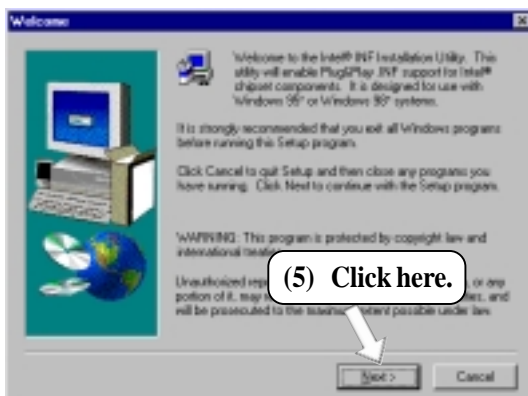 Welcome
Welcome to the Intel® INF Installation Utility. This
utility will enable Plug&Play INF support for Intel®
chipset components. It is designed for use with
Windows 95* or Windows 98* systems.
It is strongly recommended that you exit all Windows programs
before running this Setup program.
Click Cancel to quit Setup and then close any programs you
have running. Click Next to continue with the Setup program.
WARNING: This program is protected by copyright law and
international
Unauthorized or any
portion of it, may and
will be prosecuted to the maximum extent possible under law.
(5) Click here.
Next >
Cancel